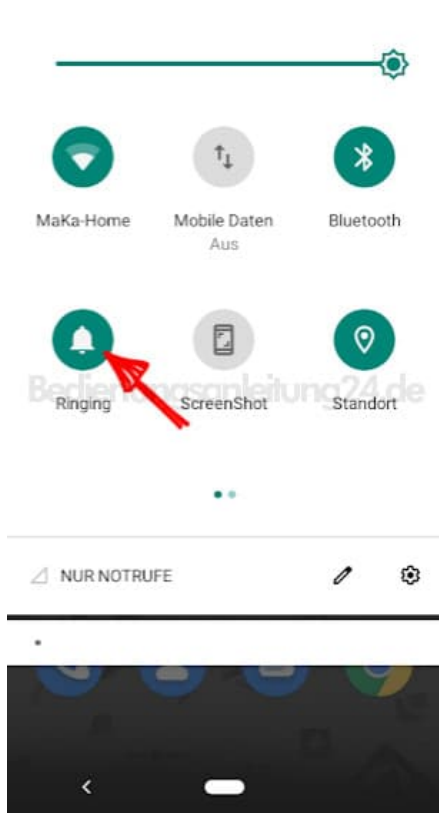 MaKa-Home Mobile Daten Bluetooth
Aus
Bedienungsanleitung24.de
Ringing ScreenShot Standort
NUR NOTRUFE